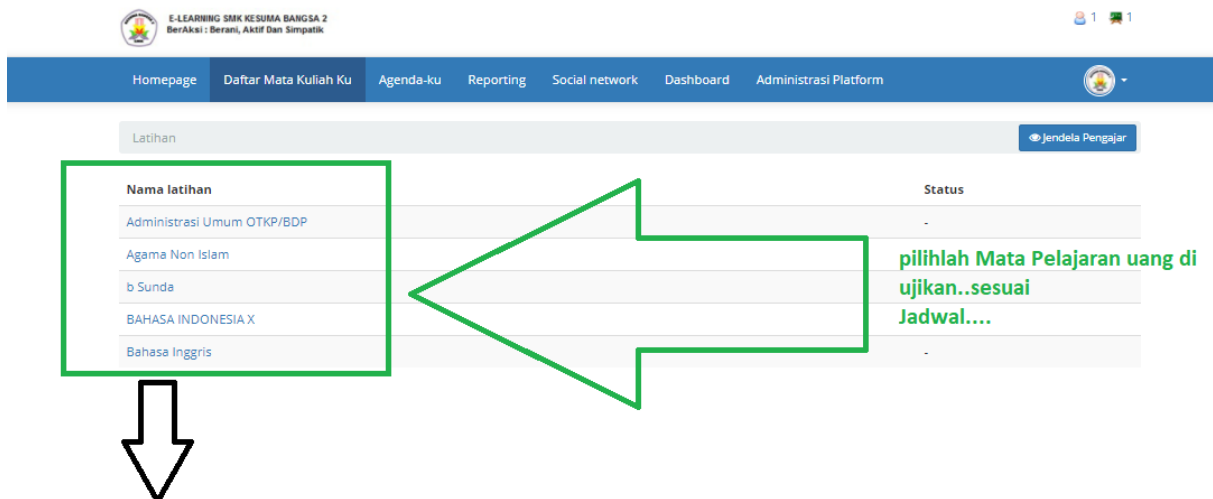 E-LEARNING SMK KESUMA BANGSA 2
BerAksi : Berani, Aktif Dan Simpatik
1 1
Homepage Daftar Mata Kuliah Ku Agenda-ku Reporting Social network Dashboard Administrasi Platform
Latihan
Jendela Pengajar
Nama latihan Status
Administrasi Umum OTKP/BDP -
Agama Non Islam
b Sunda
BAHASA INDONESIA X
Bahasa Inggris -
pilihlah Mata Pelajaran uang di
ujikan..sesuai
Jadwal....